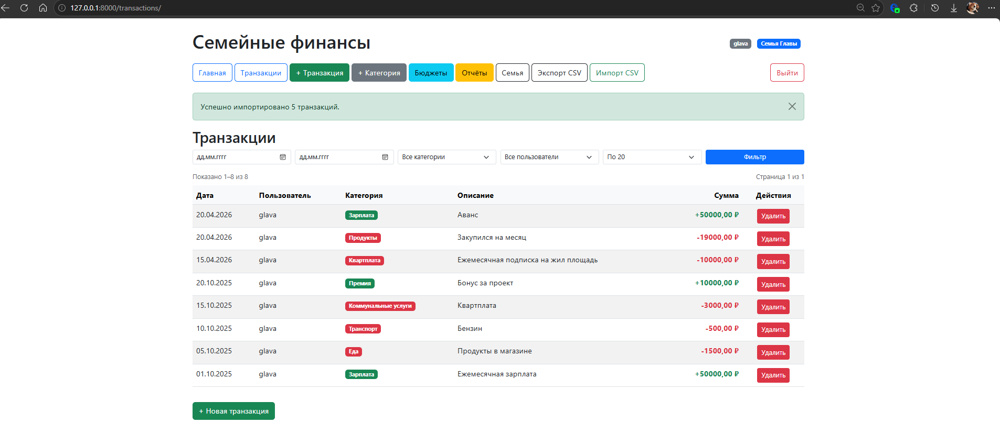 127.0.0.1:8000/transactions/
Семейные финансы
glava Семья Главы
Главная Транзакции + Транзакция + Категория Бюджеты Отчёты Семья Экспорт CSV Импорт CSV Выйти
Успешно импортировано 5 транзакций.
Транзакции
дд.мм.гггг дд.мм.гггг Все категории Все пользователи По 20 Фильтр
Показано 1–8 из 8 Страница 1 из 1
Дата Пользователь Категория Описание Сумма Действия
20.04.2026 glava Зарплата Аванс +50000,00 ₽ Удалить
20.04.2026 glava Продукты Закупился на месяц -19000,00 ₽ Удалить
15.04.2026 glava Квартплата Ежемесячная подписка на жил площадь -10000,00 ₽ Удалить
20.10.2025 glava Премия Бонус за проект +10000,00 ₽ Удалить
15.10.2025 glava Коммунальные услуги Квартплата -3000,00 ₽ Удалить
10.10.2025 glava Транспорт Бензин -500,00 ₽ Удалить
05.10.2025 glava Еда Продукты в магазине -1500,00 ₽ Удалить
01.10.2025 glava Зарплата Ежемесячная зарплата +50000,00 ₽ Удалить
+ Новая транзакция